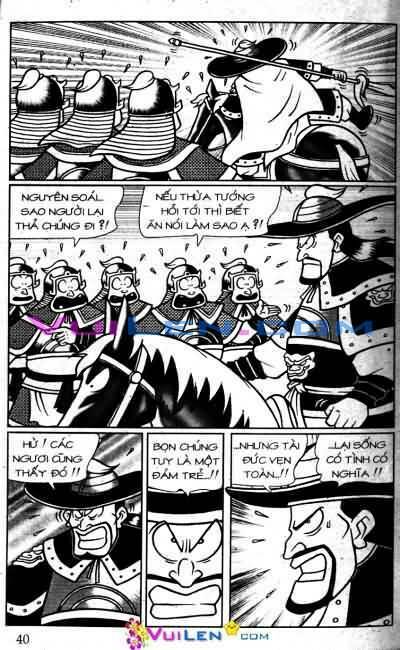 NGUYÊN SOÁI,
SAO NGƯỜI LẠI
THẢ CHÚNG ĐI ?!
NẾU THỪA TƯỚNG
HỎI TỚI THÌ BIẾT
ĂN NÓI LÀM SAO Ạ ?!
VUILEN.COM
HỪ ! CÁC
NGƯƠI CŨNG
THẤY ĐÓ !!
BỌN CHÚNG
TUY LÀ MỘT
ĐÁM TRẺ..!!
..NHƯNG TÀI
ĐỨC VẸN
TOÀN..!!
..LẠI SỐNG
CÓ TÌNH CÓ
NGHĨA !!
40
VUILEN.COM